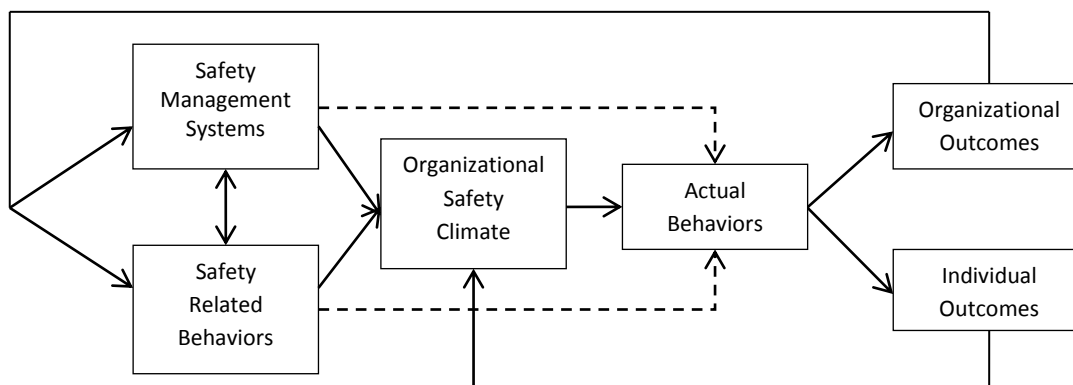 Safety
Management
Systems
Safety
Related
Behaviors
Organizational
Safety
Climate
Actual
Behaviors
Organizational
Outcomes
Individual
Outcomes